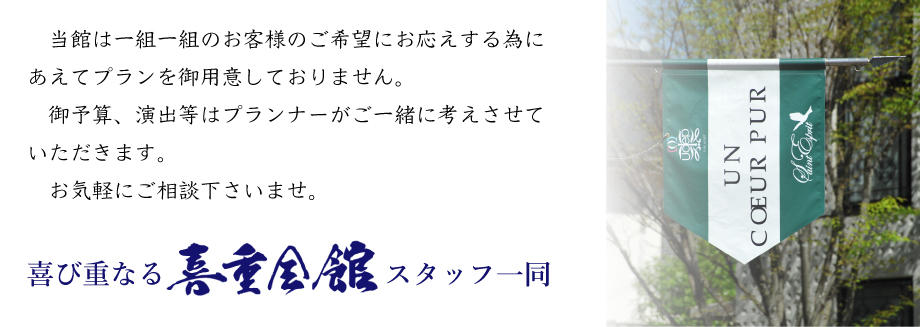 当館は一組一組のお客様のご希望にお応えする為に
あえてプランを御用意しておりません。
御予算、演出等はプランナーがご一緒に考えさせて
いただきます。
お気軽にご相談下さいませ。
喜び重なる 喜重会館 スタッフ一同
UN
CŒUR PUR
Saint Esprit